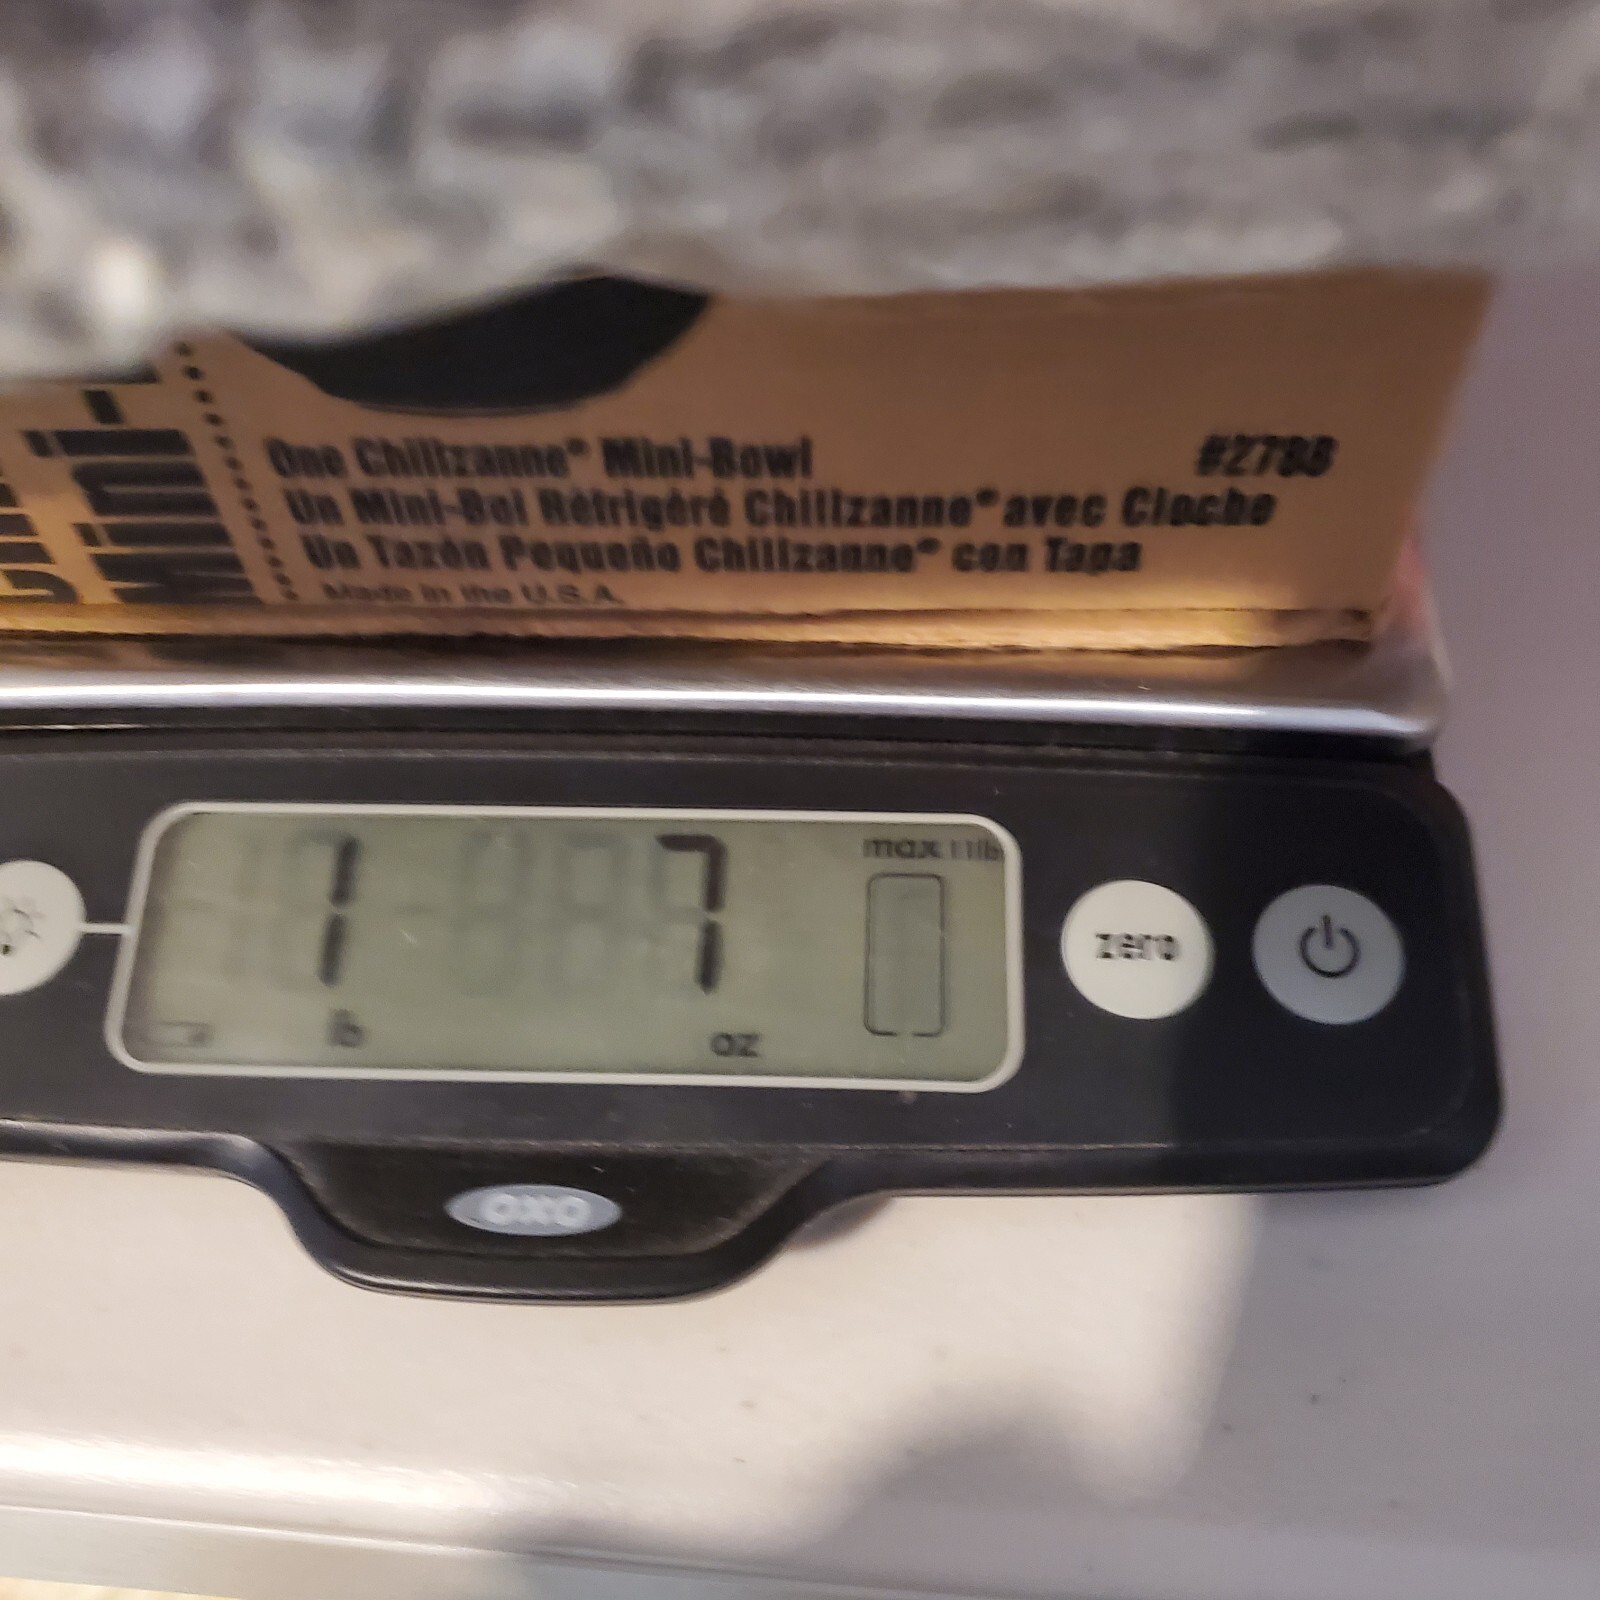 One Chillzanne® Mini-Bowl #2788
Un Mini-Bol Réfrigéré Chillzanne® avec Cloche
Un Tazón Pequeño Chillzanne® con Tapa
Made in the U.S.A.
Mini-
1 7
max 11lb
lb oz
zero
OXO